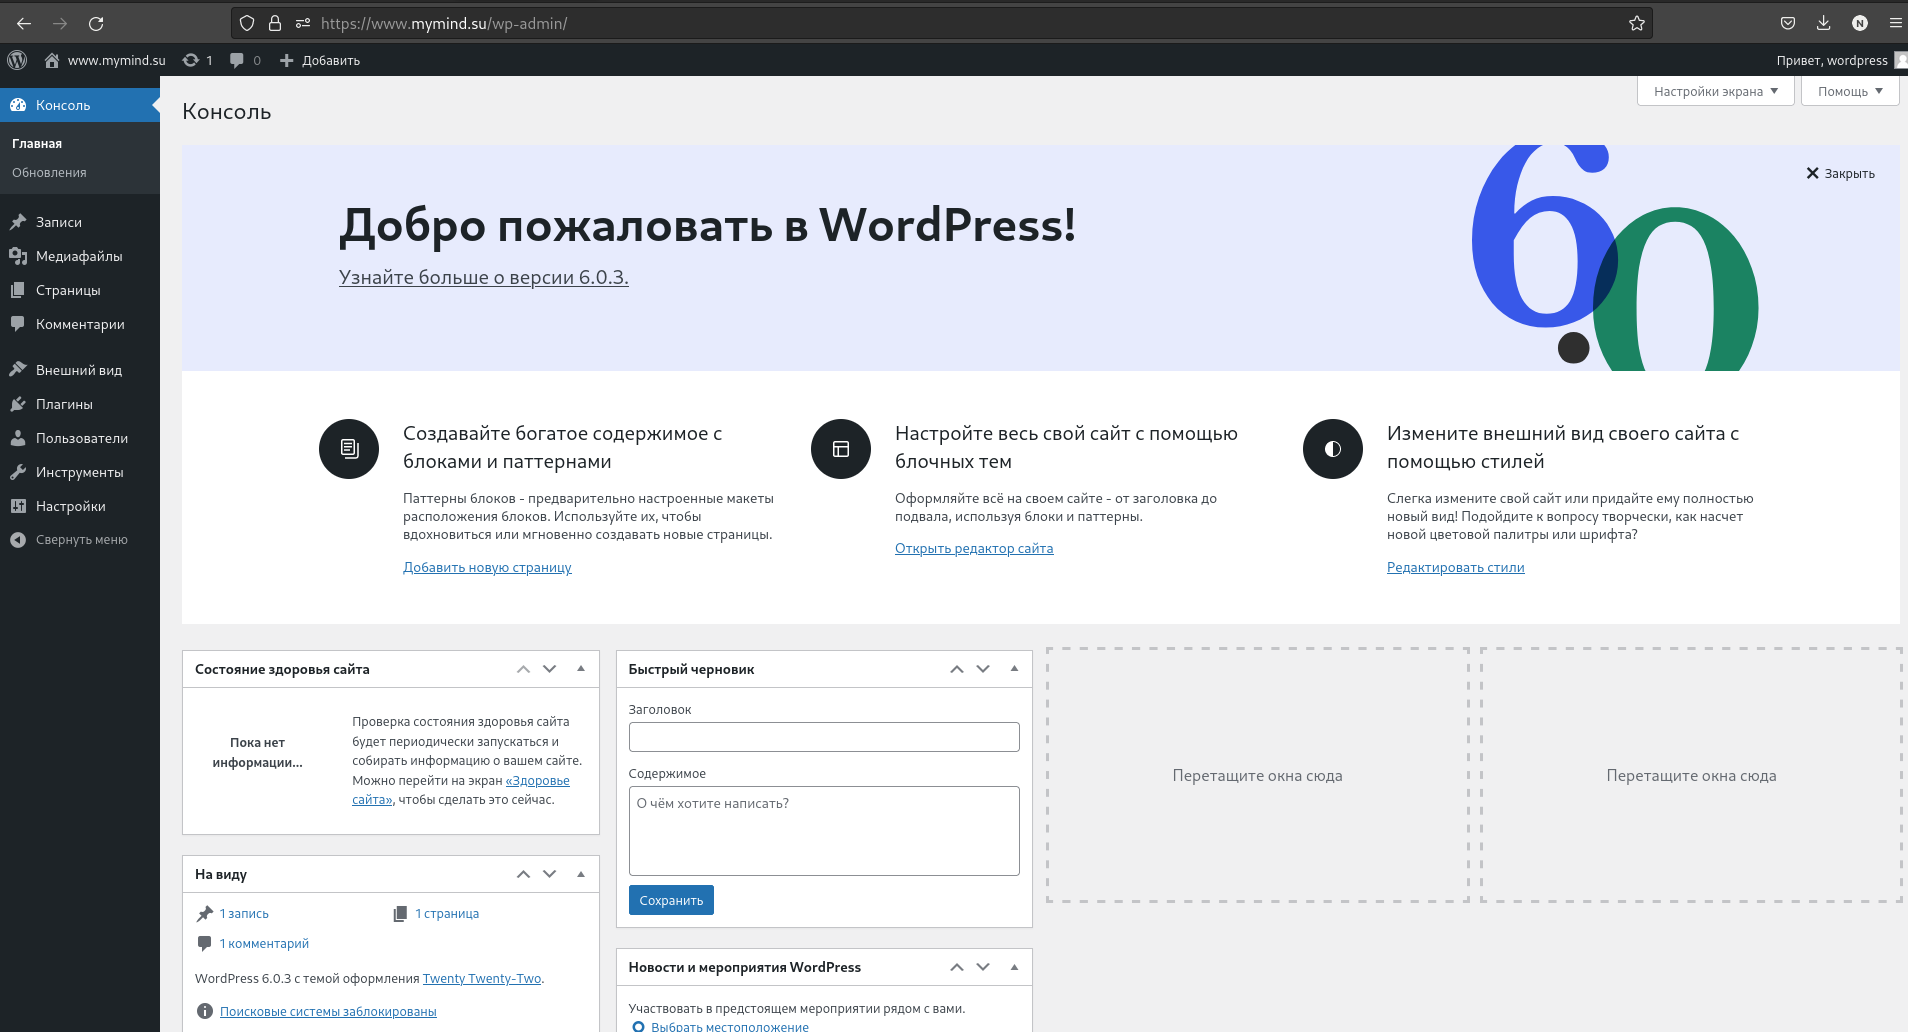 https://www.mymind.su/wp-admin/
N
www.mymind.su
1
0
Добавить
Привет, wordpress
Консоль
Главная
Обновления
Записи
Медиафайлы
Страницы
Комментарии
Внешний вид
Плагины
Пользователи
Инструменты
Настройки
Свернуть меню
Настройки экрана
Помощь
Консоль
Добро пожаловать в WordPress!
Узнайте больше о версии 6.0.3.
6.0
Закрыть
Создавайте богатое содержимое с
блоками и паттернами
Паттерны блоков - предварительно настроенные макеты
расположения блоков. Используйте их, чтобы
вдохновиться или мгновенно создавать новые страницы.
Добавить новую страницу
Настройте весь свой сайт с помощью
блочных тем
Оформляйте всё на своем сайте - от заголовка до
подвала, используя блоки и паттерны.
Открыть редактор сайта
Измените внешний вид своего сайта с
помощью стилей
Слегка измените свой сайт или придайте ему полностью
новый вид! Подойдите к вопросу творчески, как насчет
новой цветовой палитры или шрифта?
Редактировать стили
Состояние здоровья сайта
Пока нет
информации...
Проверка состояния здоровья сайта
будет периодически запускаться и
собирать информацию о вашем сайте.
Можно перейти на экран «Здоровье
сайта», чтобы сделать это сейчас.
На виду
1 запись
1 страница
1 комментарий
WordPress 6.0.3 с темой оформления Twenty Twenty-Two.
Поисковые системы заблокированы
Быстрый черновик
Заголовок
Содержимое
О чём хотите написать?
Сохранить
Новости и мероприятия WordPress
Участвовать в предстоящем мероприятии рядом с вами.
Выбрать местоположение
Перетащите окна сюда
Перетащите окна сюда